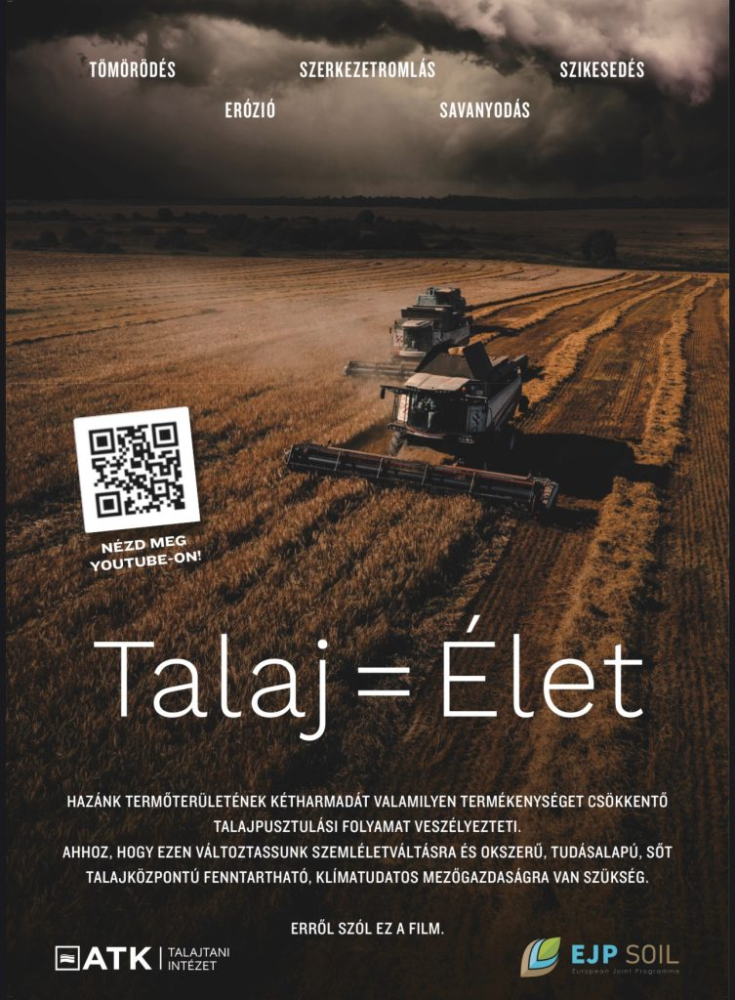 TÖMÖRÖDÉS SZERKEZETROMLÁS SZIKESEDÉS
ERÓZIÓ SAVANYODÁS
NÉZD MEG
YOUTUBE-ON!
Talaj = Élet
HAZÁNK TERMŐTERÜLETÉNEK KÉTHARMADÁT VALAMILYEN TERMÉKENYSÉGET CSÖKKENTŐ
TALAJPUSZTULÁSI FOLYAMAT VESZÉLYEZTETI.
AHHOZ, HOGY EZEN VÁLTOZTASSUNK SZEMLÉLETVÁLTÁSRA ÉS OKSZERŰ, TUDÁSALAPÚ, SŐT
TALAJKÖZPONTÚ FENNTARTHATÓ, KLÍMATUDATOS MEZŐGAZDASÁGRA VAN SZÜKSÉG.
ERRŐL SZÓL EZ A FILM.
ATK TALAJTANI
INTÉZET
EJP SOIL
European Joint Programme